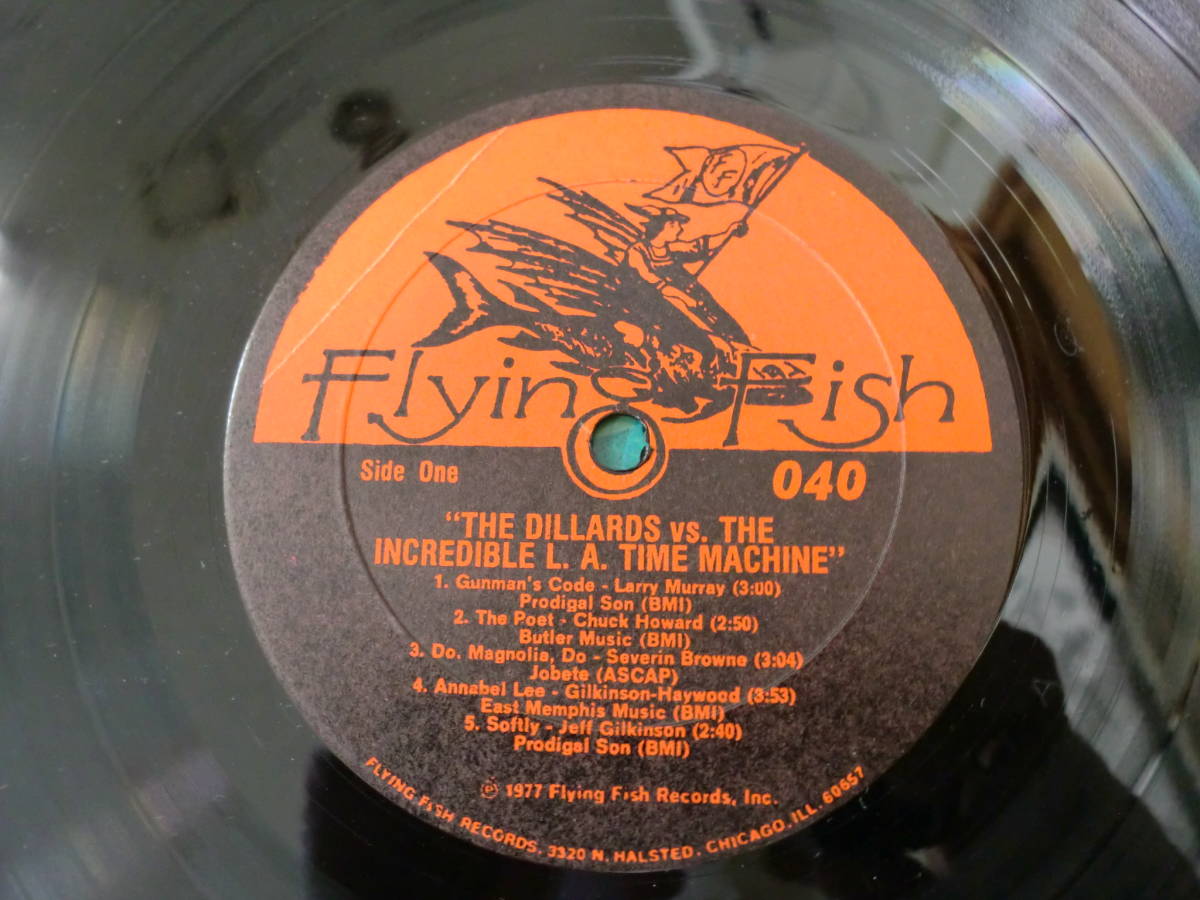 Flying Fish
Side One
040
"THE DILLARDS vs. THE
INCREDIBLE L. A. TIME MACHINE"
1. Gunman's Code - Larry Murray (3:00)
Prodigal Son (BMI)
2. The Poet - Chuck Howard (2:50)
Butler Music (BMI)
3. Do, Magnolia, Do - Severin Browne (3:04)
Jobete (ASCAP)
4. Annabel Lee - Gilkinson-Haywood (3:53)
East Memphis Music (BMI)
5. Softly - Jeff Gilkinson (2:40)
Prodigal Son (BMI)
℗ 1977 Flying Fish Records, Inc.
FLYING FISH RECORDS, 3320 N. HALSTED, CHICAGO, ILL. 60657